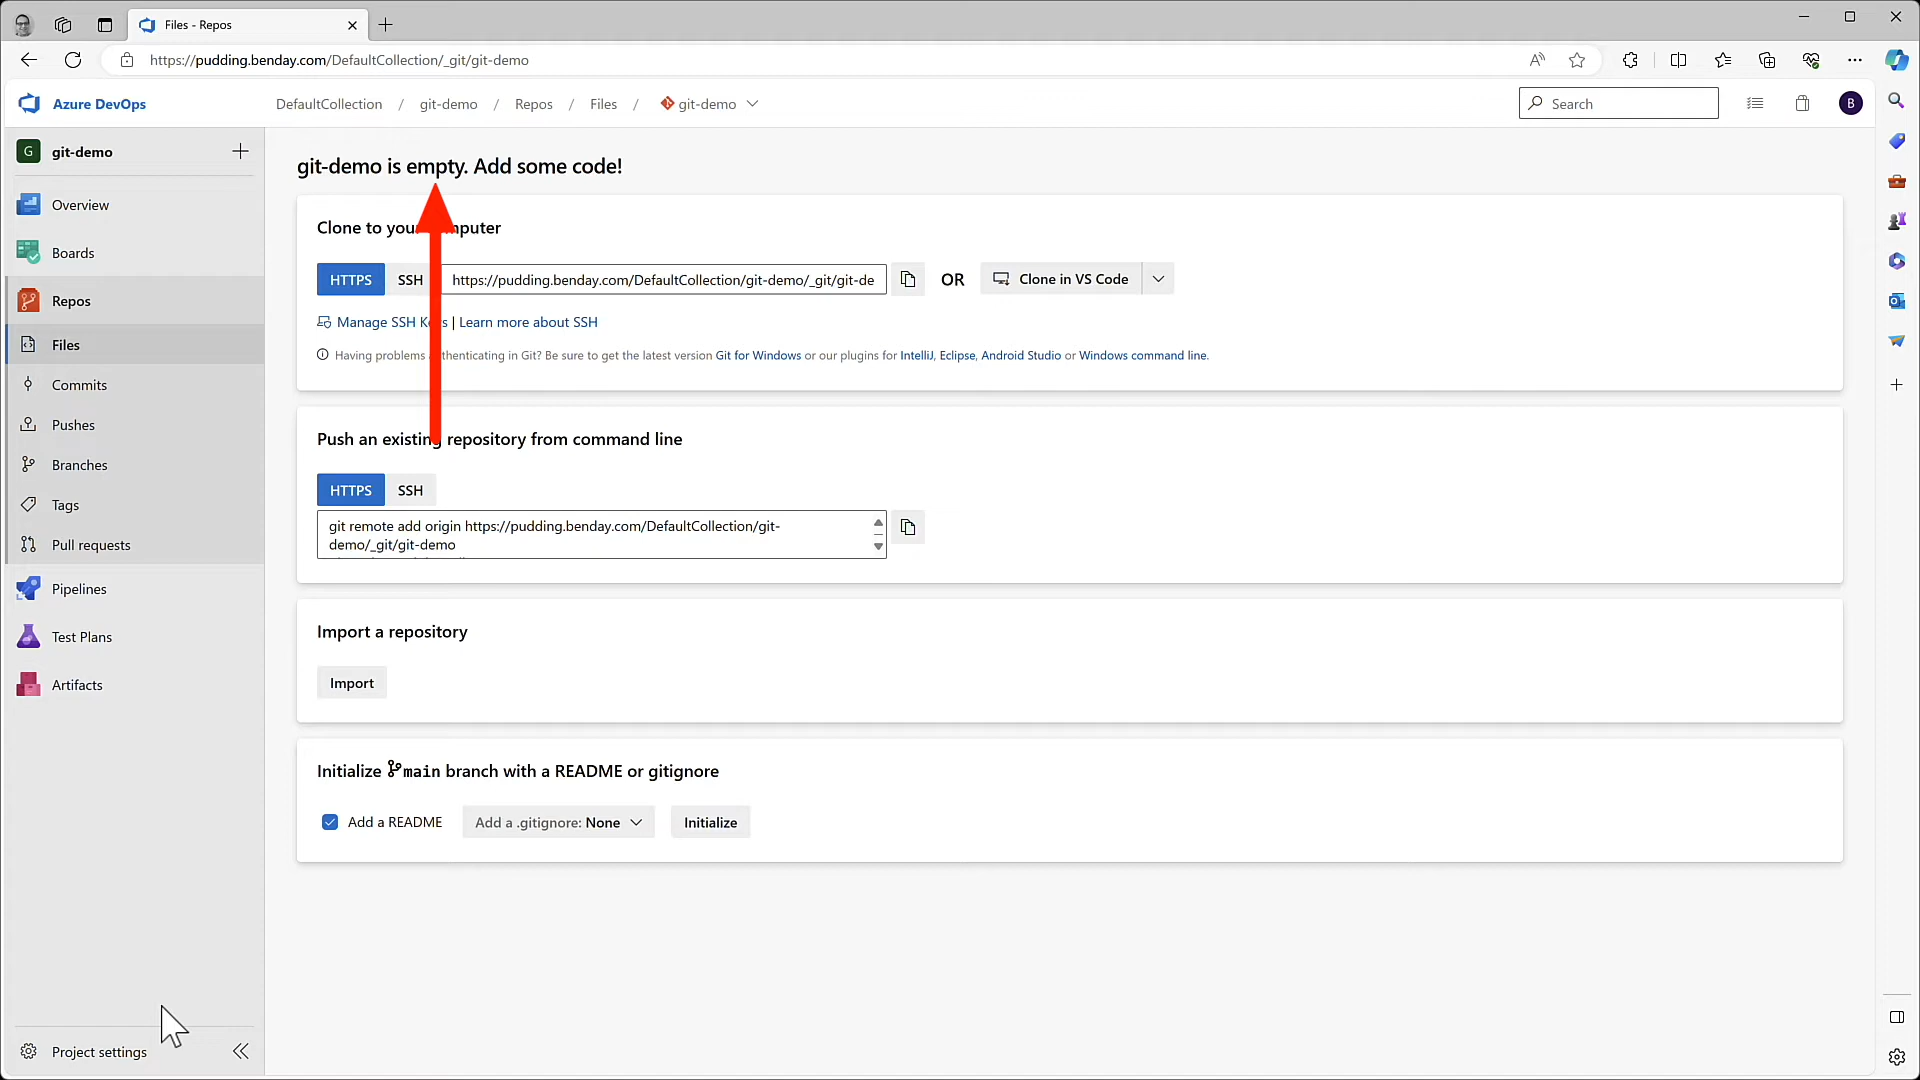 Files - Repos
https://pudding.benday.com/DefaultCollection/_git/git-demo
Azure DevOps
DefaultCollection / git-demo / Repos / Files / git-demo
Search
B
G git-demo
git-demo is empty. Add some code!
Overview
Boards
Repos
Files
Commits
Pushes
Branches
Tags
Pull requests
Pipelines
Test Plans
Artifacts
Project settings
Clone to you mputer
HTTPS SSH https://pudding.benday.com/DefaultCollection/git-demo/_git/git-de OR Clone in VS Code
Manage SSH K s | Learn more about SSH
Having problems thenticating in Git? Be sure to get the latest version Git for Windows or our plugins for IntelliJ, Eclipse, Android Studio or Windows command line.
Push an existing repository from command line
HTTPS SSH
git remote add origin https://pudding.benday.com/DefaultCollection/git-
demo/_git/git-demo
Import a repository
Import
Initialize main branch with a README or gitignore
Add a README Add a .gitignore: None Initialize